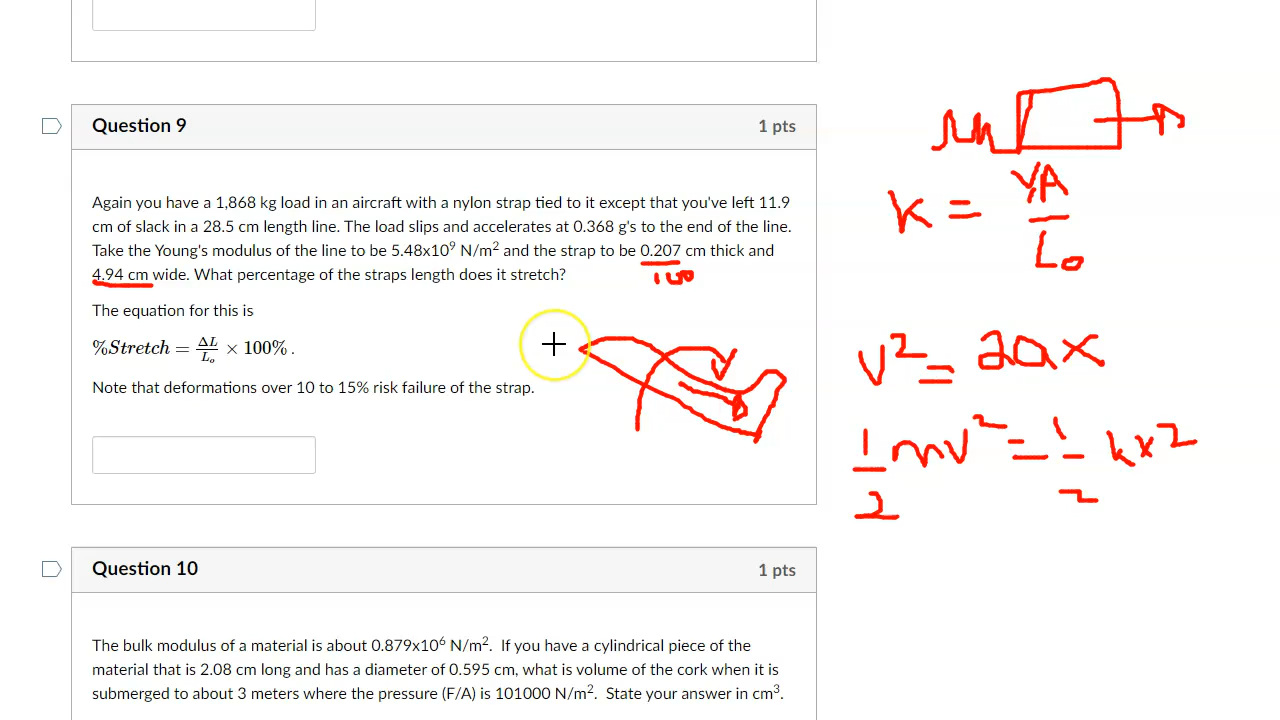 Question 9
1 pts
Again you have a 1,868 kg load in an aircraft with a nylon strap tied to it except that you've left 11.9
cm of slack in a 28.5 cm length line. The load slips and accelerates at 0.368 g's to the end of the line.
Take the Young's modulus of the line to be 5.48x10⁹ N/m² and the strap to be 0.207 cm thick and
4.94 cm wide. What percentage of the straps length does it stretch?
100
The equation for this is
%Stretch = ΔL/Lₒ × 100% .
Note that deformations over 10 to 15% risk failure of the strap.
k = YA/L₀
v² = 2ax
1/2 mv² = 1/2 kx²
Question 10
1 pts
The bulk modulus of a material is about 0.879x10⁶ N/m². If you have a cylindrical piece of the
material that is 2.08 cm long and has a diameter of 0.595 cm, what is volume of the cork when it is
submerged to about 3 meters where the pressure (F/A) is 101000 N/m². State your answer in cm³.